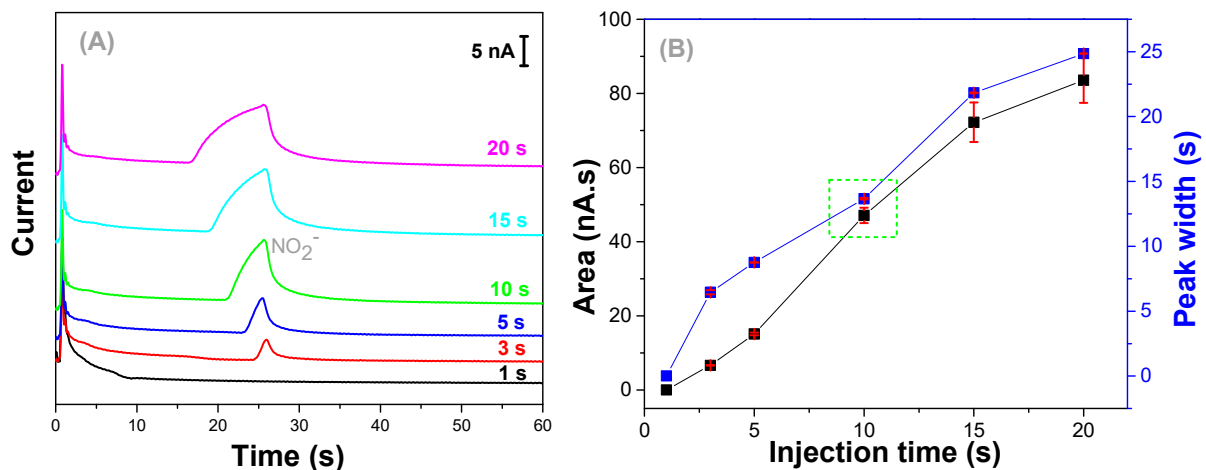 (A)
5 nA
20 s
15 s
NO₂⁻
10 s
5 s
3 s
1 s
Current
0 10 20 30 40 50 60
Time (s)
(B)
100
80
60
40
20
0
Area (nA.s)
25
20
15
10
5
0
Peak width (s)
0 5 10 15 20
Injection time (s)